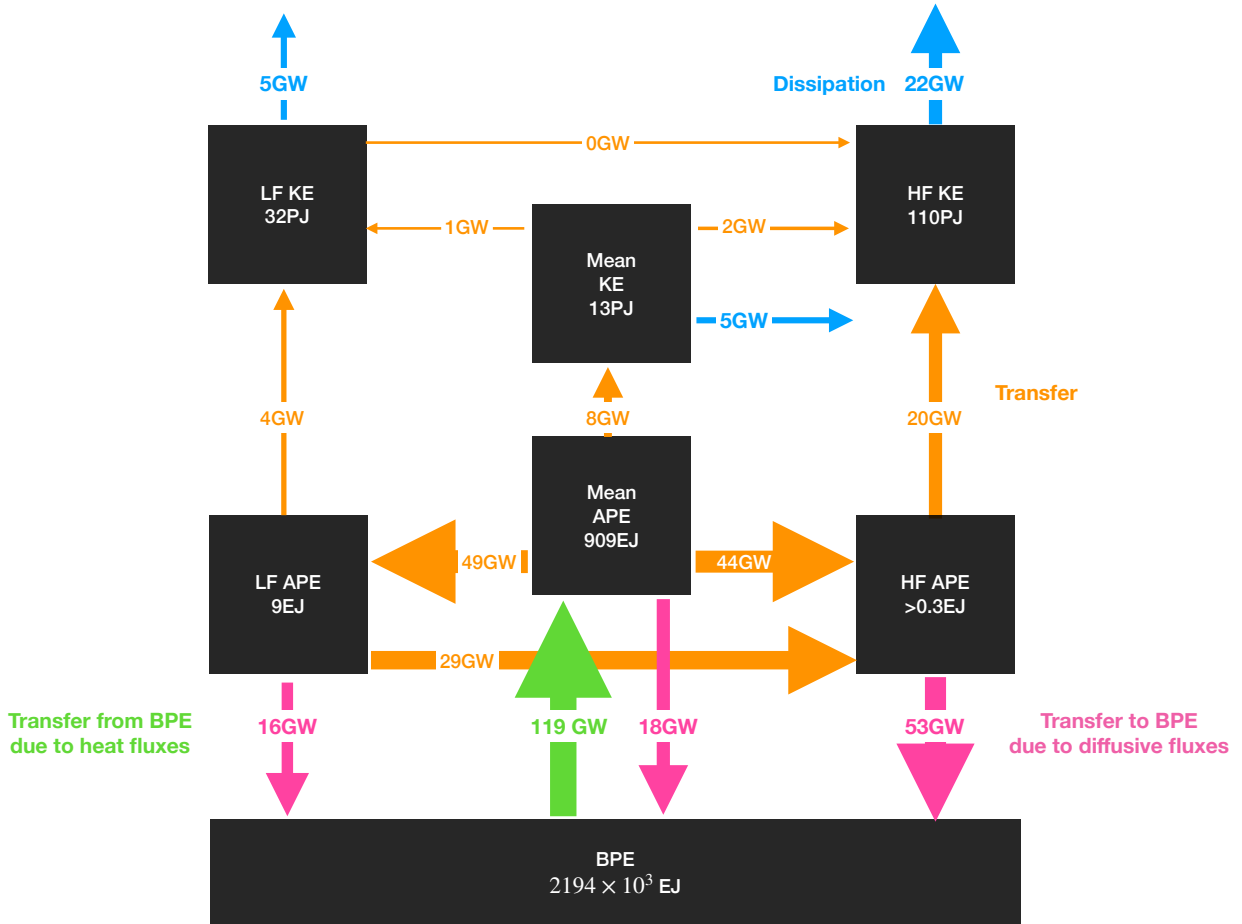 5GW
Dissipation 22GW
LF KE
32PJ
0GW
HF KE
110PJ
1GW
2GW
Mean
KE
13PJ
5GW
Transfer
4GW
8GW
20GW
Mean
APE
909EJ
49GW
44GW
LF APE
9EJ
HF APE
>0.3EJ
29GW
Transfer from BPE
due to heat fluxes
16GW
119 GW
18GW
53GW
Transfer to BPE
due to diffusive fluxes
BPE
2194 × 10³ EJ